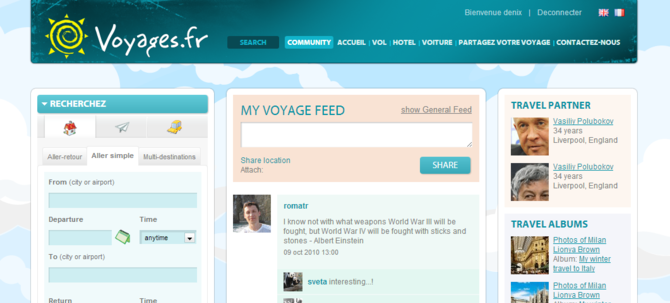 Bienvenue denix | Deconnecter
Voyages.fr
SEARCH COMMUNITY ACCUEIL | VOL | HOTEL | VOITURE | PARTAGEZ VOTRE VOYAGE | CONTACTEZ-NOUS
RECHERCHEZ
Aller-retour Aller simple Multi-destinations
From (city or airport)
Departure Time
anytime
To (city or airport)
Return Time
MY VOYAGE FEED show General Feed
Share location
Attach:
SHARE
romatr
I know not with what weapons World War III will be
fought, but World War IV will be fought with sticks and
stones - Albert Einstein
09 oct 2010 13:00
sveta interesting...!
TRAVEL PARTNER
Vasiliy Polubokov
34 years
Liverpool, England
Vasiliy Polubokov
34 years
Liverpool, England
TRAVEL ALBUMS
Photos of Milan
Lionva Brown
Album: My winter
travel to Italy
Photos of Milan
Lionva Brown